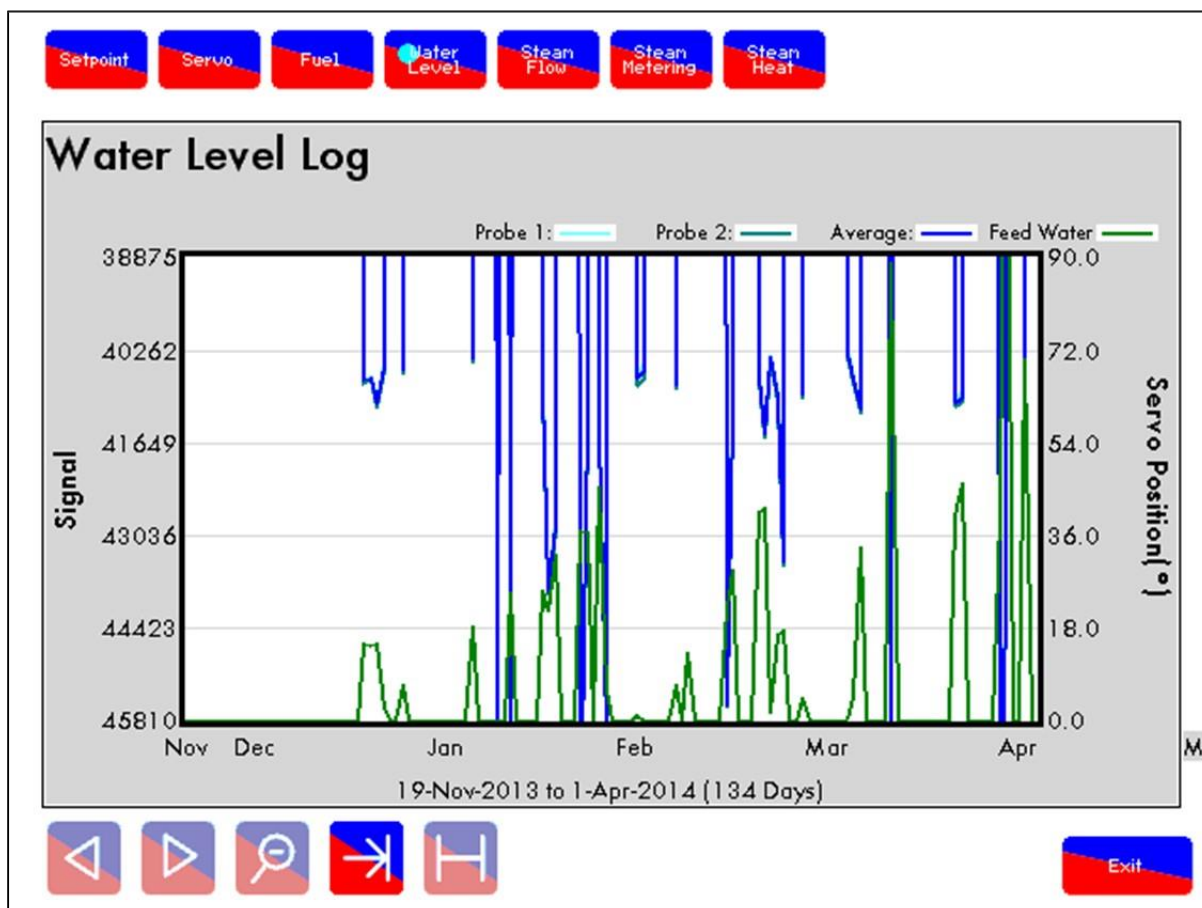 Setpoint
Servo
Fuel
Water Level
Steam Flow
Steam Metering
Steam Heat
Water Level Log
Probe 1: Probe 2: Average: Feed Water
38875 90.0
40262 72.0
41649 54.0
43036 36.0
44423 18.0
45810 0.0
Signal
Servo Position(°)
Nov Dec Jan Feb Mar Apr M
19-Nov-2013 to 1-Apr-2014 (134 Days)
Exit